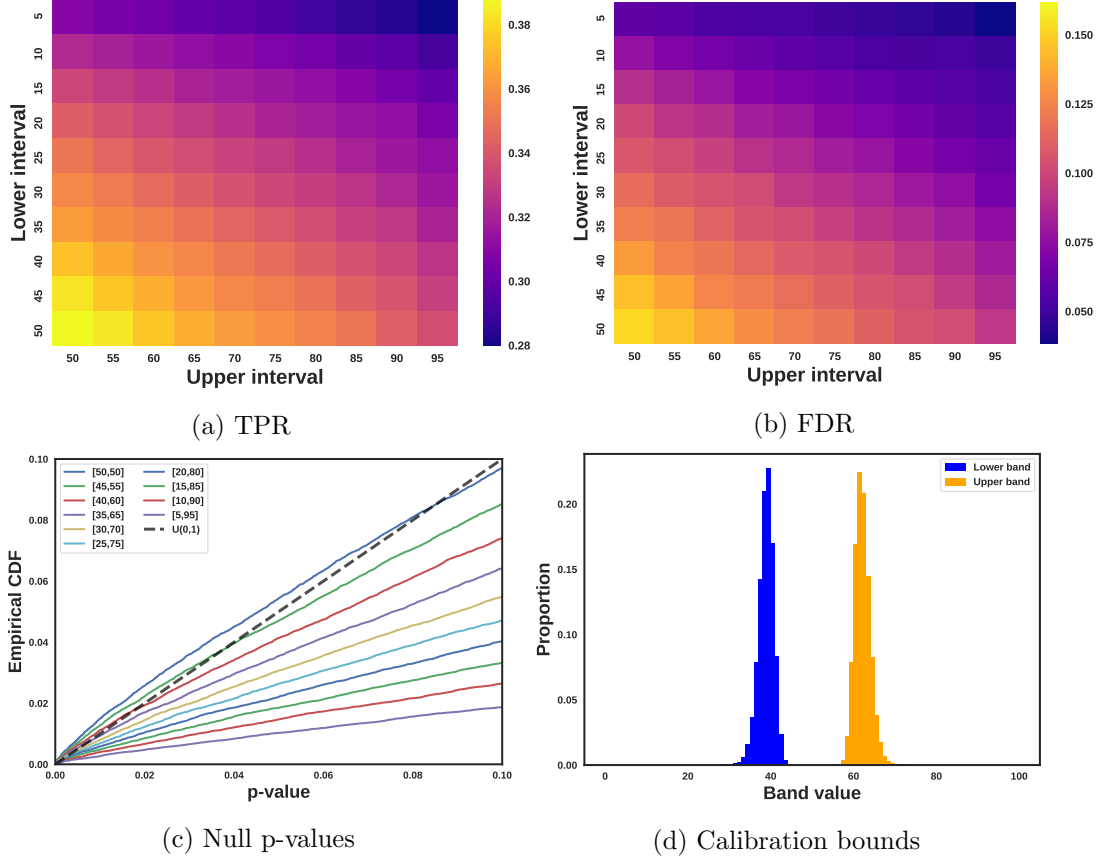 5
10
15
20
25
30
35
40
45
50
Lower interval
50 55 60 65 70 75 80 85 90 95
Upper interval
0.38
0.36
0.34
0.32
0.30
0.28
(a) TPR
5
10
15
20
25
30
35
40
45
50
Lower interval
50 55 60 65 70 75 80 85 90 95
Upper interval
0.150
0.125
0.100
0.075
0.050
(b) FDR
0.10
0.08
0.06
0.04
0.02
0.00
Empirical CDF
[50,50] [20,80]
[45,55] [15,85]
[40,60] [10,90]
[35,65] [5,95]
[30,70] U(0,1)
[25,75]
0.00 0.02 0.04 0.06 0.08 0.10
p-value
(c) Null p-values
0.20
0.15
0.10
0.05
0.00
Proportion
Lower band
Upper band
0 20 40 60 80 100
Band value
(d) Calibration bounds